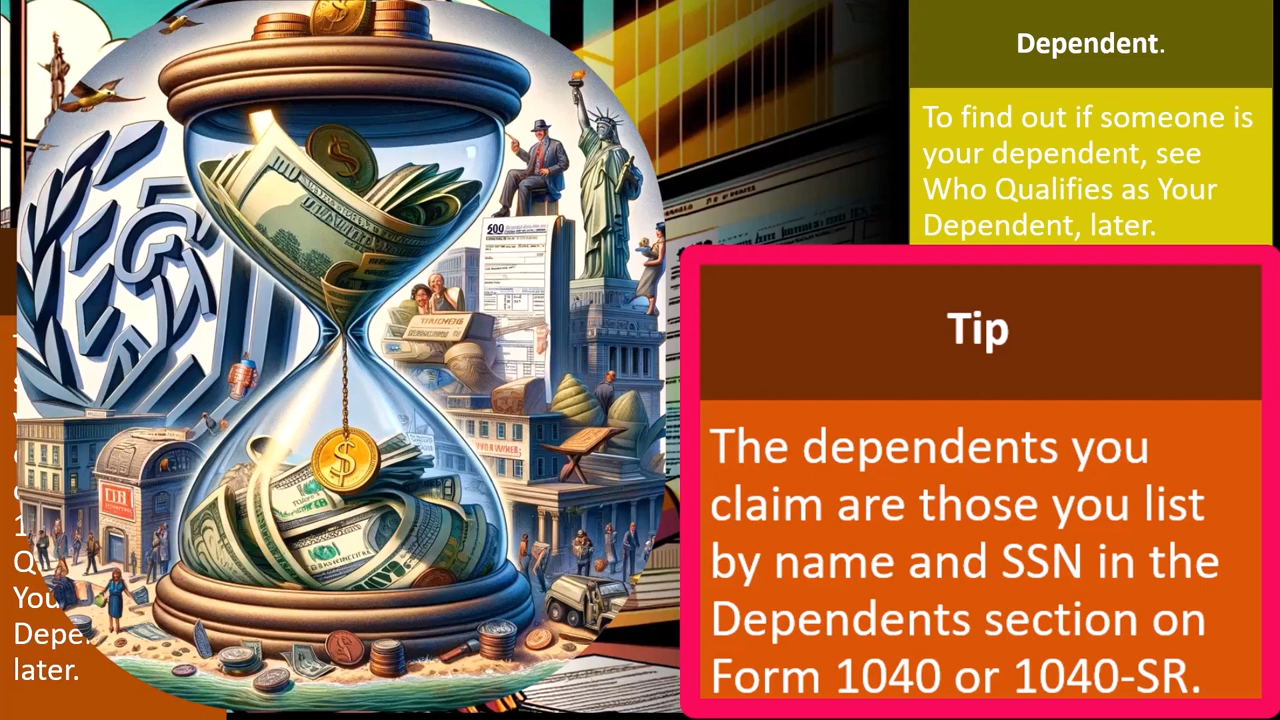 Dependent.
To find out if someone is
your dependent, see
Who Qualifies as Your
Dependent, later.
Tip
The dependents you
claim are those you list
by name and SSN in the
Dependents section on
Form 1040 or 1040-SR.
You
Depe
later.